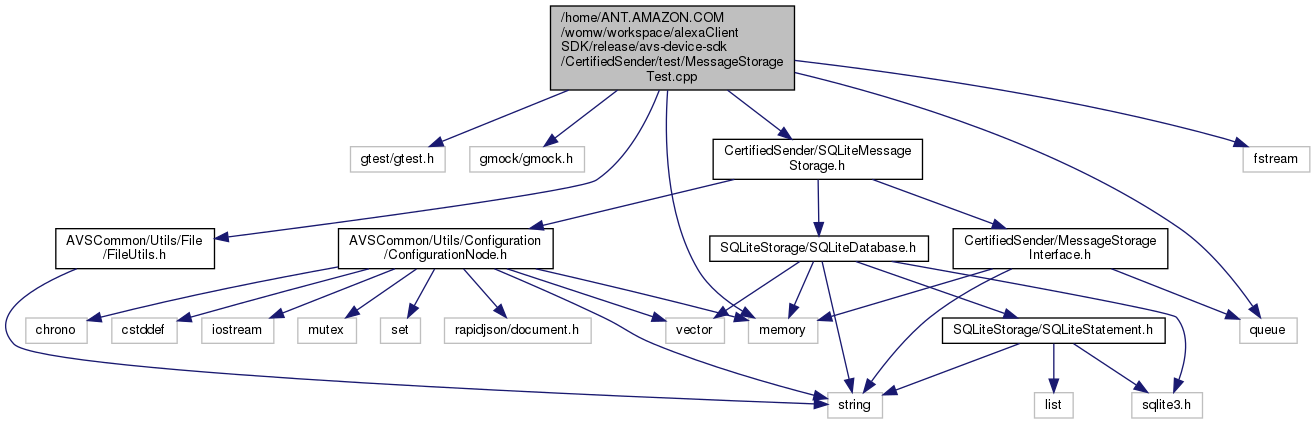 /home/ANT.AMAZON.COM
/womw/workspace/alexaClient
SDK/release/avs-device-sdk
/CertifiedSender/test/MessageStorage
Test.cpp
gtest/gtest.h
gmock/gmock.h
CertifiedSender/SQLiteMessage
Storage.h
fstream
AVSCommon/Utils/File
/FileUtils.h
AVSCommon/Utils/Configuration
/ConfigurationNode.h
SQLiteStorage/SQLiteDatabase.h
CertifiedSender/MessageStorage
Interface.h
chrono
cstddef
iostream
mutex
set
rapidjson/document.h
vector
memory
SQLiteStorage/SQLiteStatement.h
queue
string
list
sqlite3.h